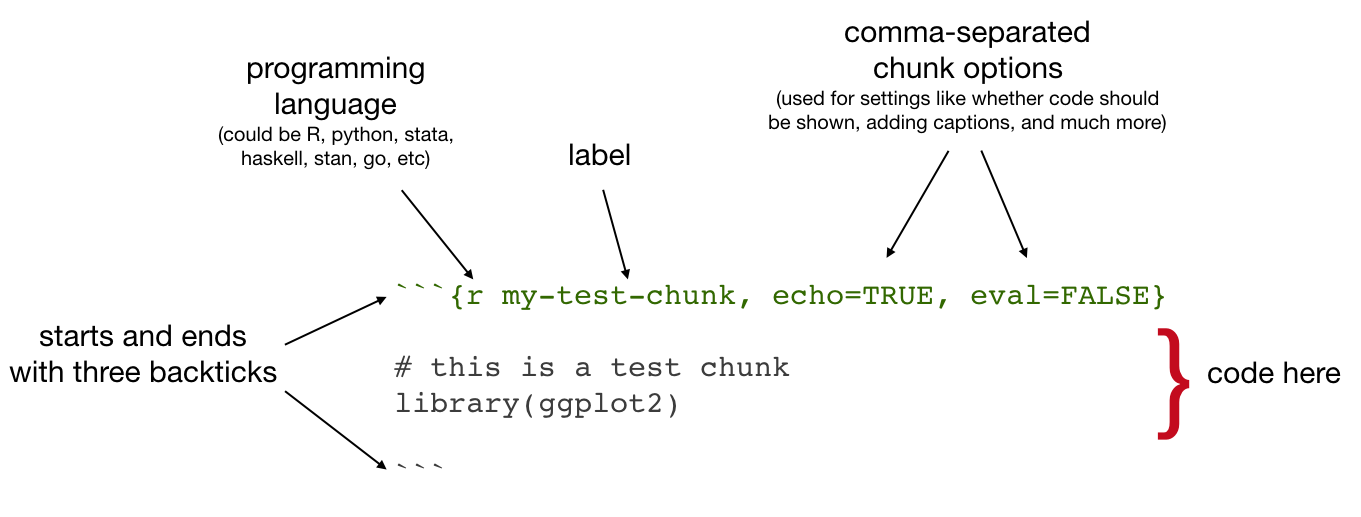 comma-separated
chunk options
(used for settings like whether code should
be shown, adding captions, and much more)
programming
language
(could be R, python, stata,
haskell, stan, go, etc)
label
```{r my-test-chunk, echo=TRUE, eval=FALSE}
starts and ends
with three backticks
# this is a test chunk
library(ggplot2)
} code here
```